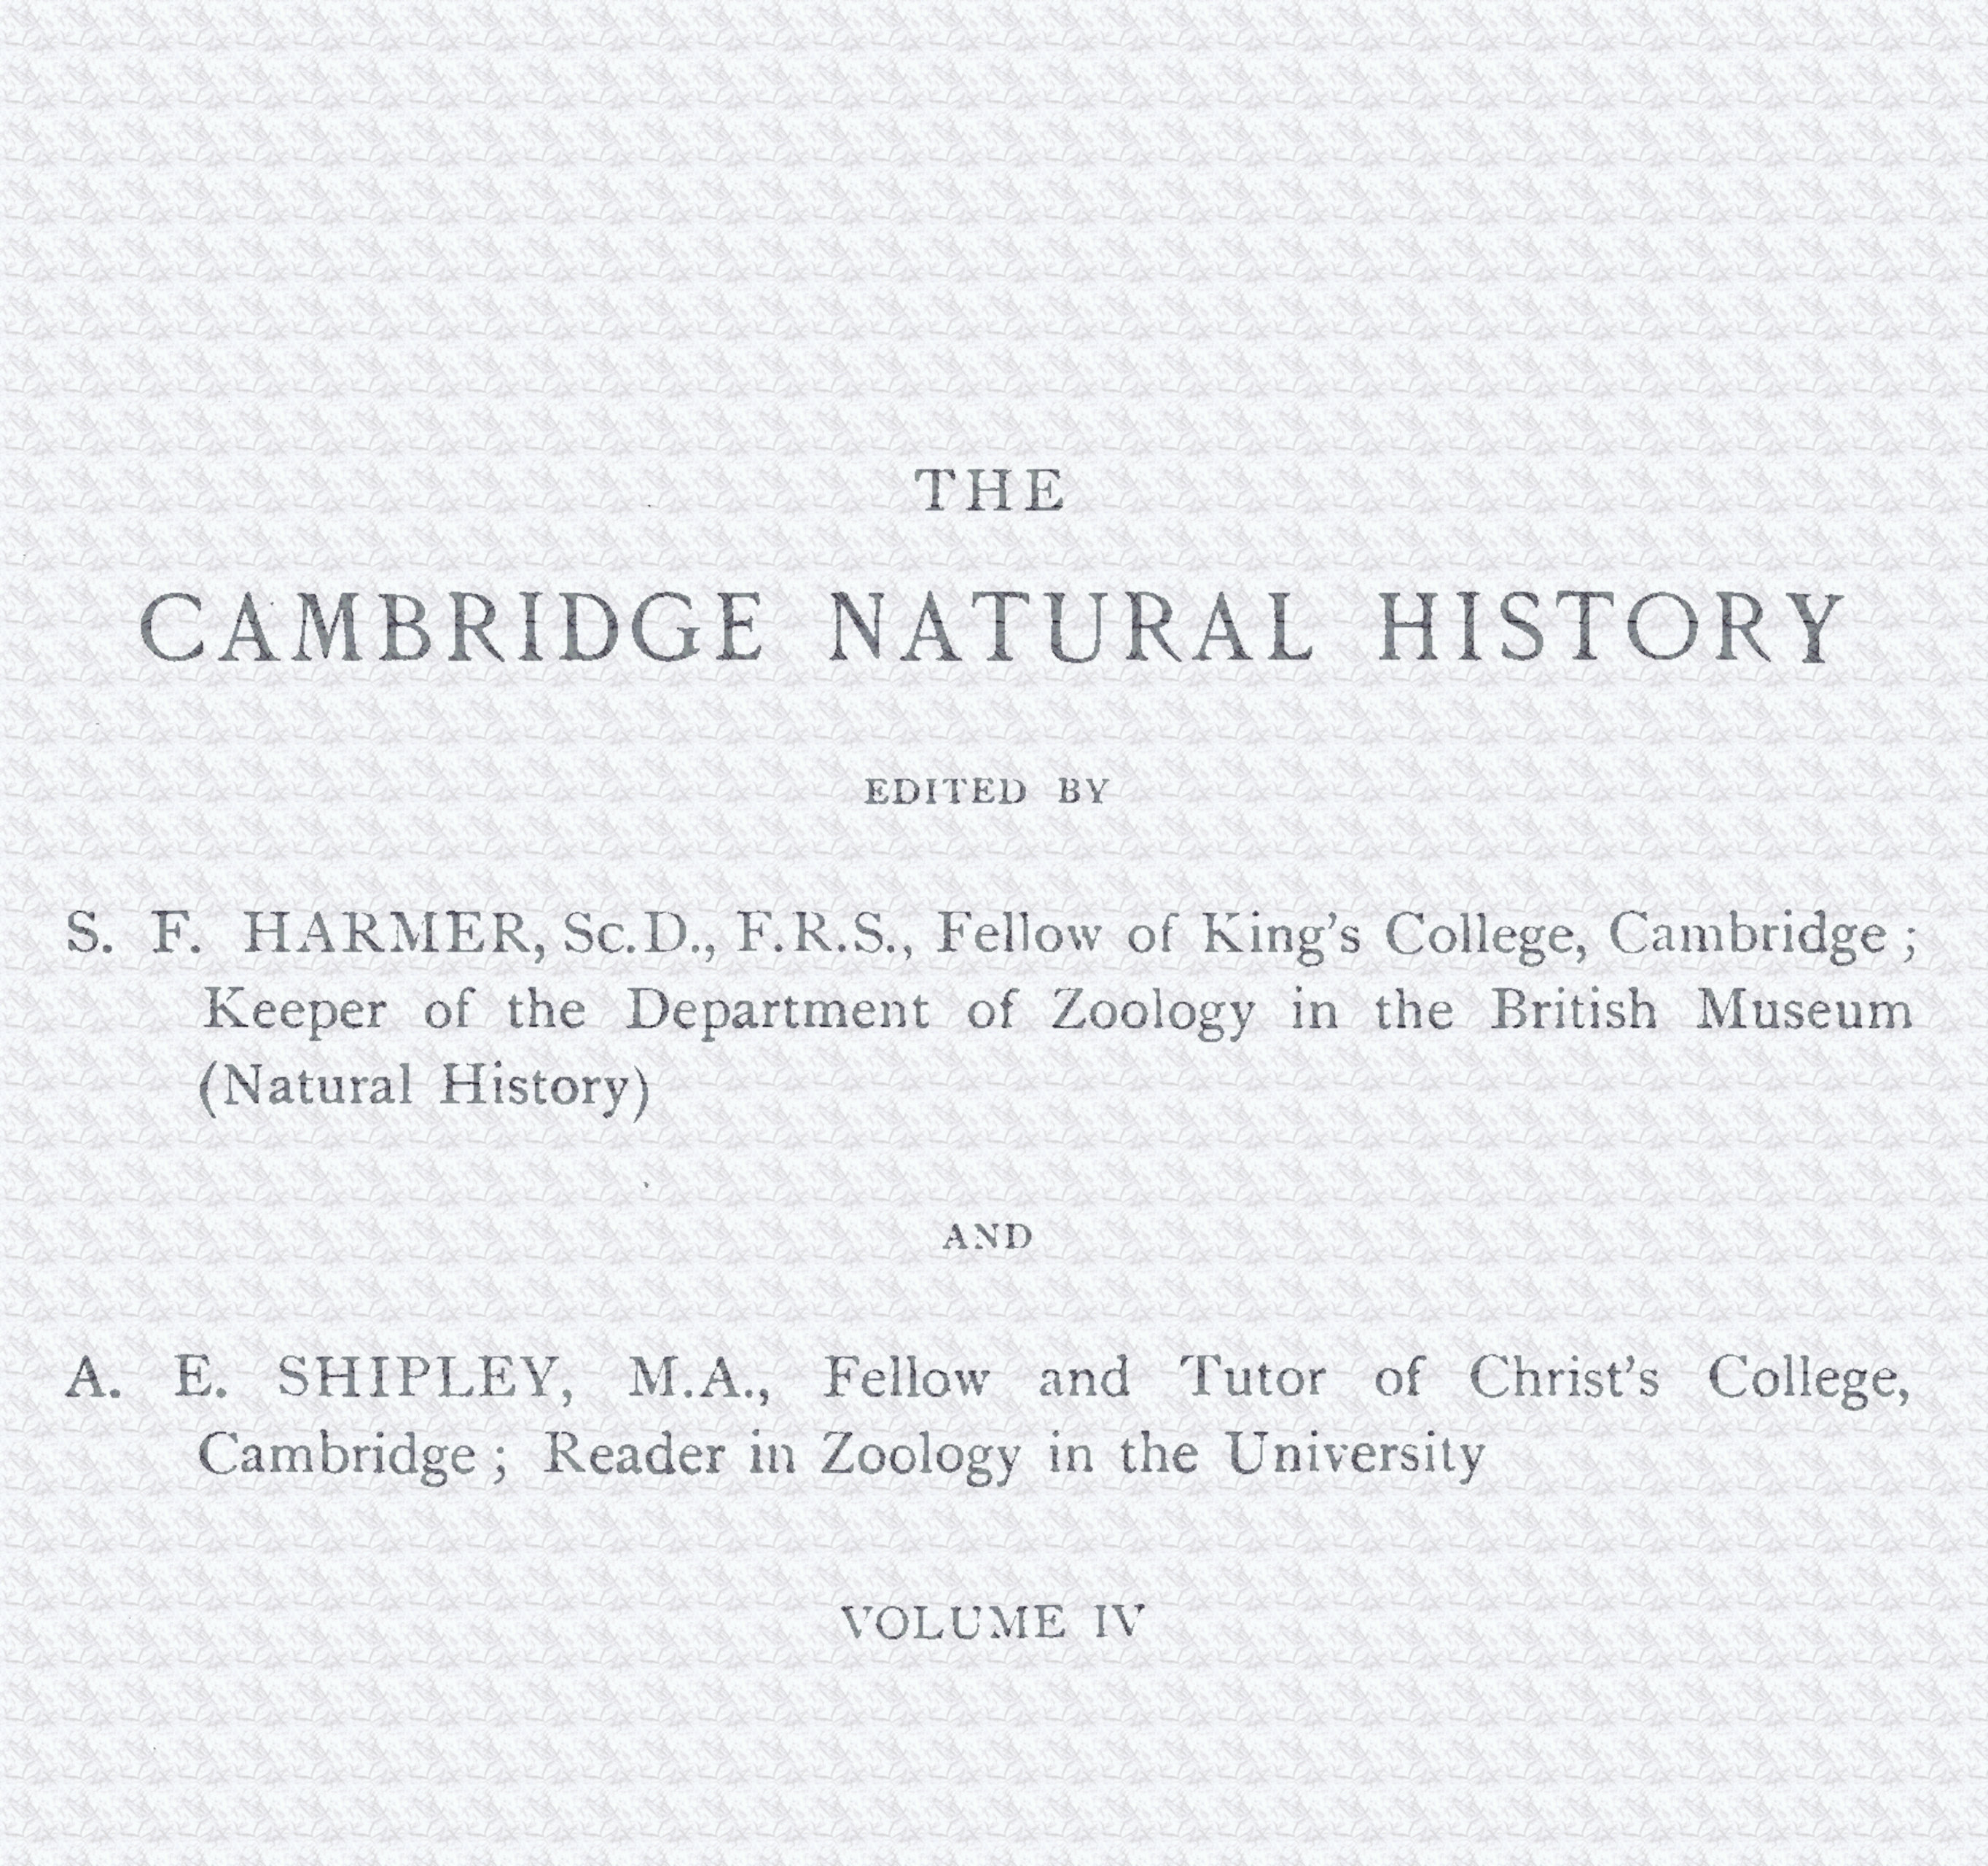 THE
CAMBRIDGE NATURAL HISTORY
EDITED BY
S. F. HARMER, Sc.D., F.R.S., Fellow of King's College, Cambridge ;
Keeper of the Department of Zoology in the British Museum
(Natural History)
AND
A. E. SHIPLEY, M.A., Fellow and Tutor of Christ's College,
Cambridge ; Reader in Zoology in the University
VOLUME IV